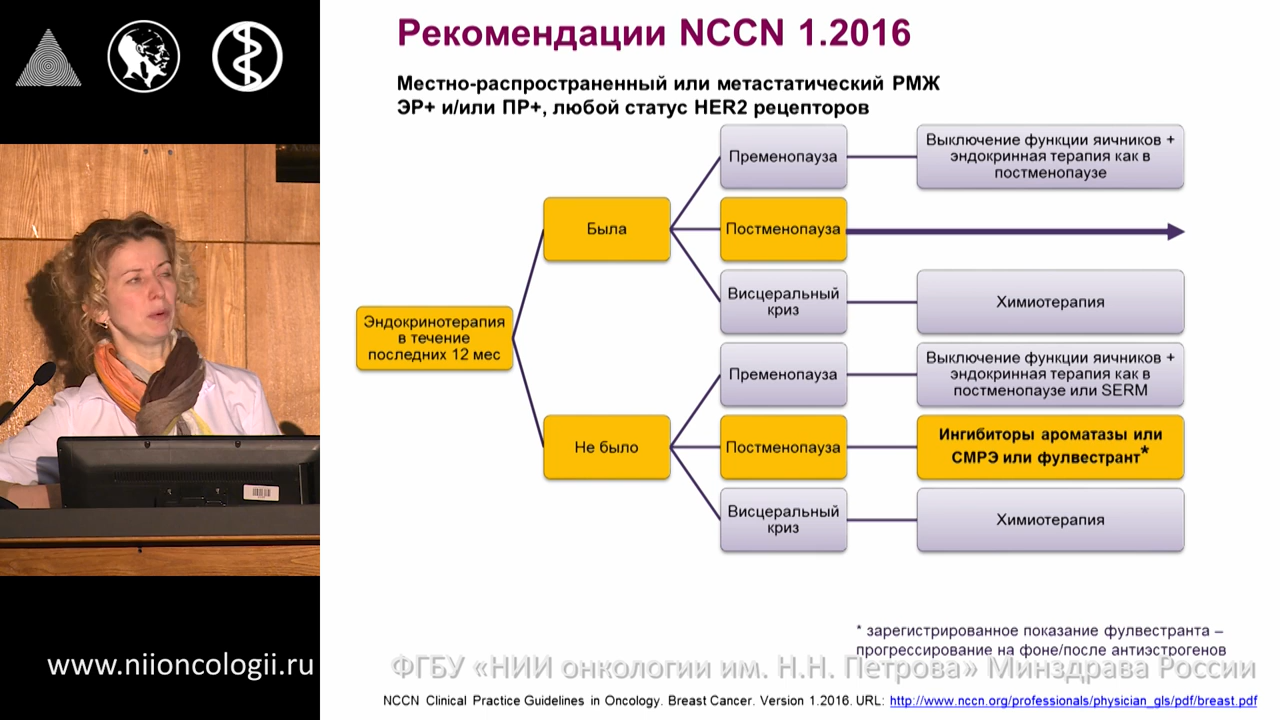 Рекомендации NCCN 1.2016
Местно-распространенный или метастатический РМЖ
ЭР+ и/или ПР+, любой статус HER2 рецепторов
Эндокринотерапия
в течение
последних 12 мес
Была
Пременопауза
Выключение функции яичников +
эндокринная терапия как в
постменопаузе
Постменопауза
Висцеральный
криз
Химиотерапия
Не было
Пременопауза
Выключение функции яичников +
эндокринная терапия как в
постменопаузе или SERM
Постменопауза
Ингибиторы ароматазы или
СМРЭ или фулвестрант*
Висцеральный
криз
Химиотерапия
* зарегистрированное показание фулвестранта –
прогрессирование на фоне/после антиэстрогенов
www.niioncologii.ru
ФГБУ «НИИ онкологии им. Н.Н. Петрова» Минздрава России
NCCN Clinical Practice Guidelines in Oncology. Breast Cancer. Version 1.2016. URL: http://www.nccn.org/professionals/physician_gls/pdf/breast.pdf